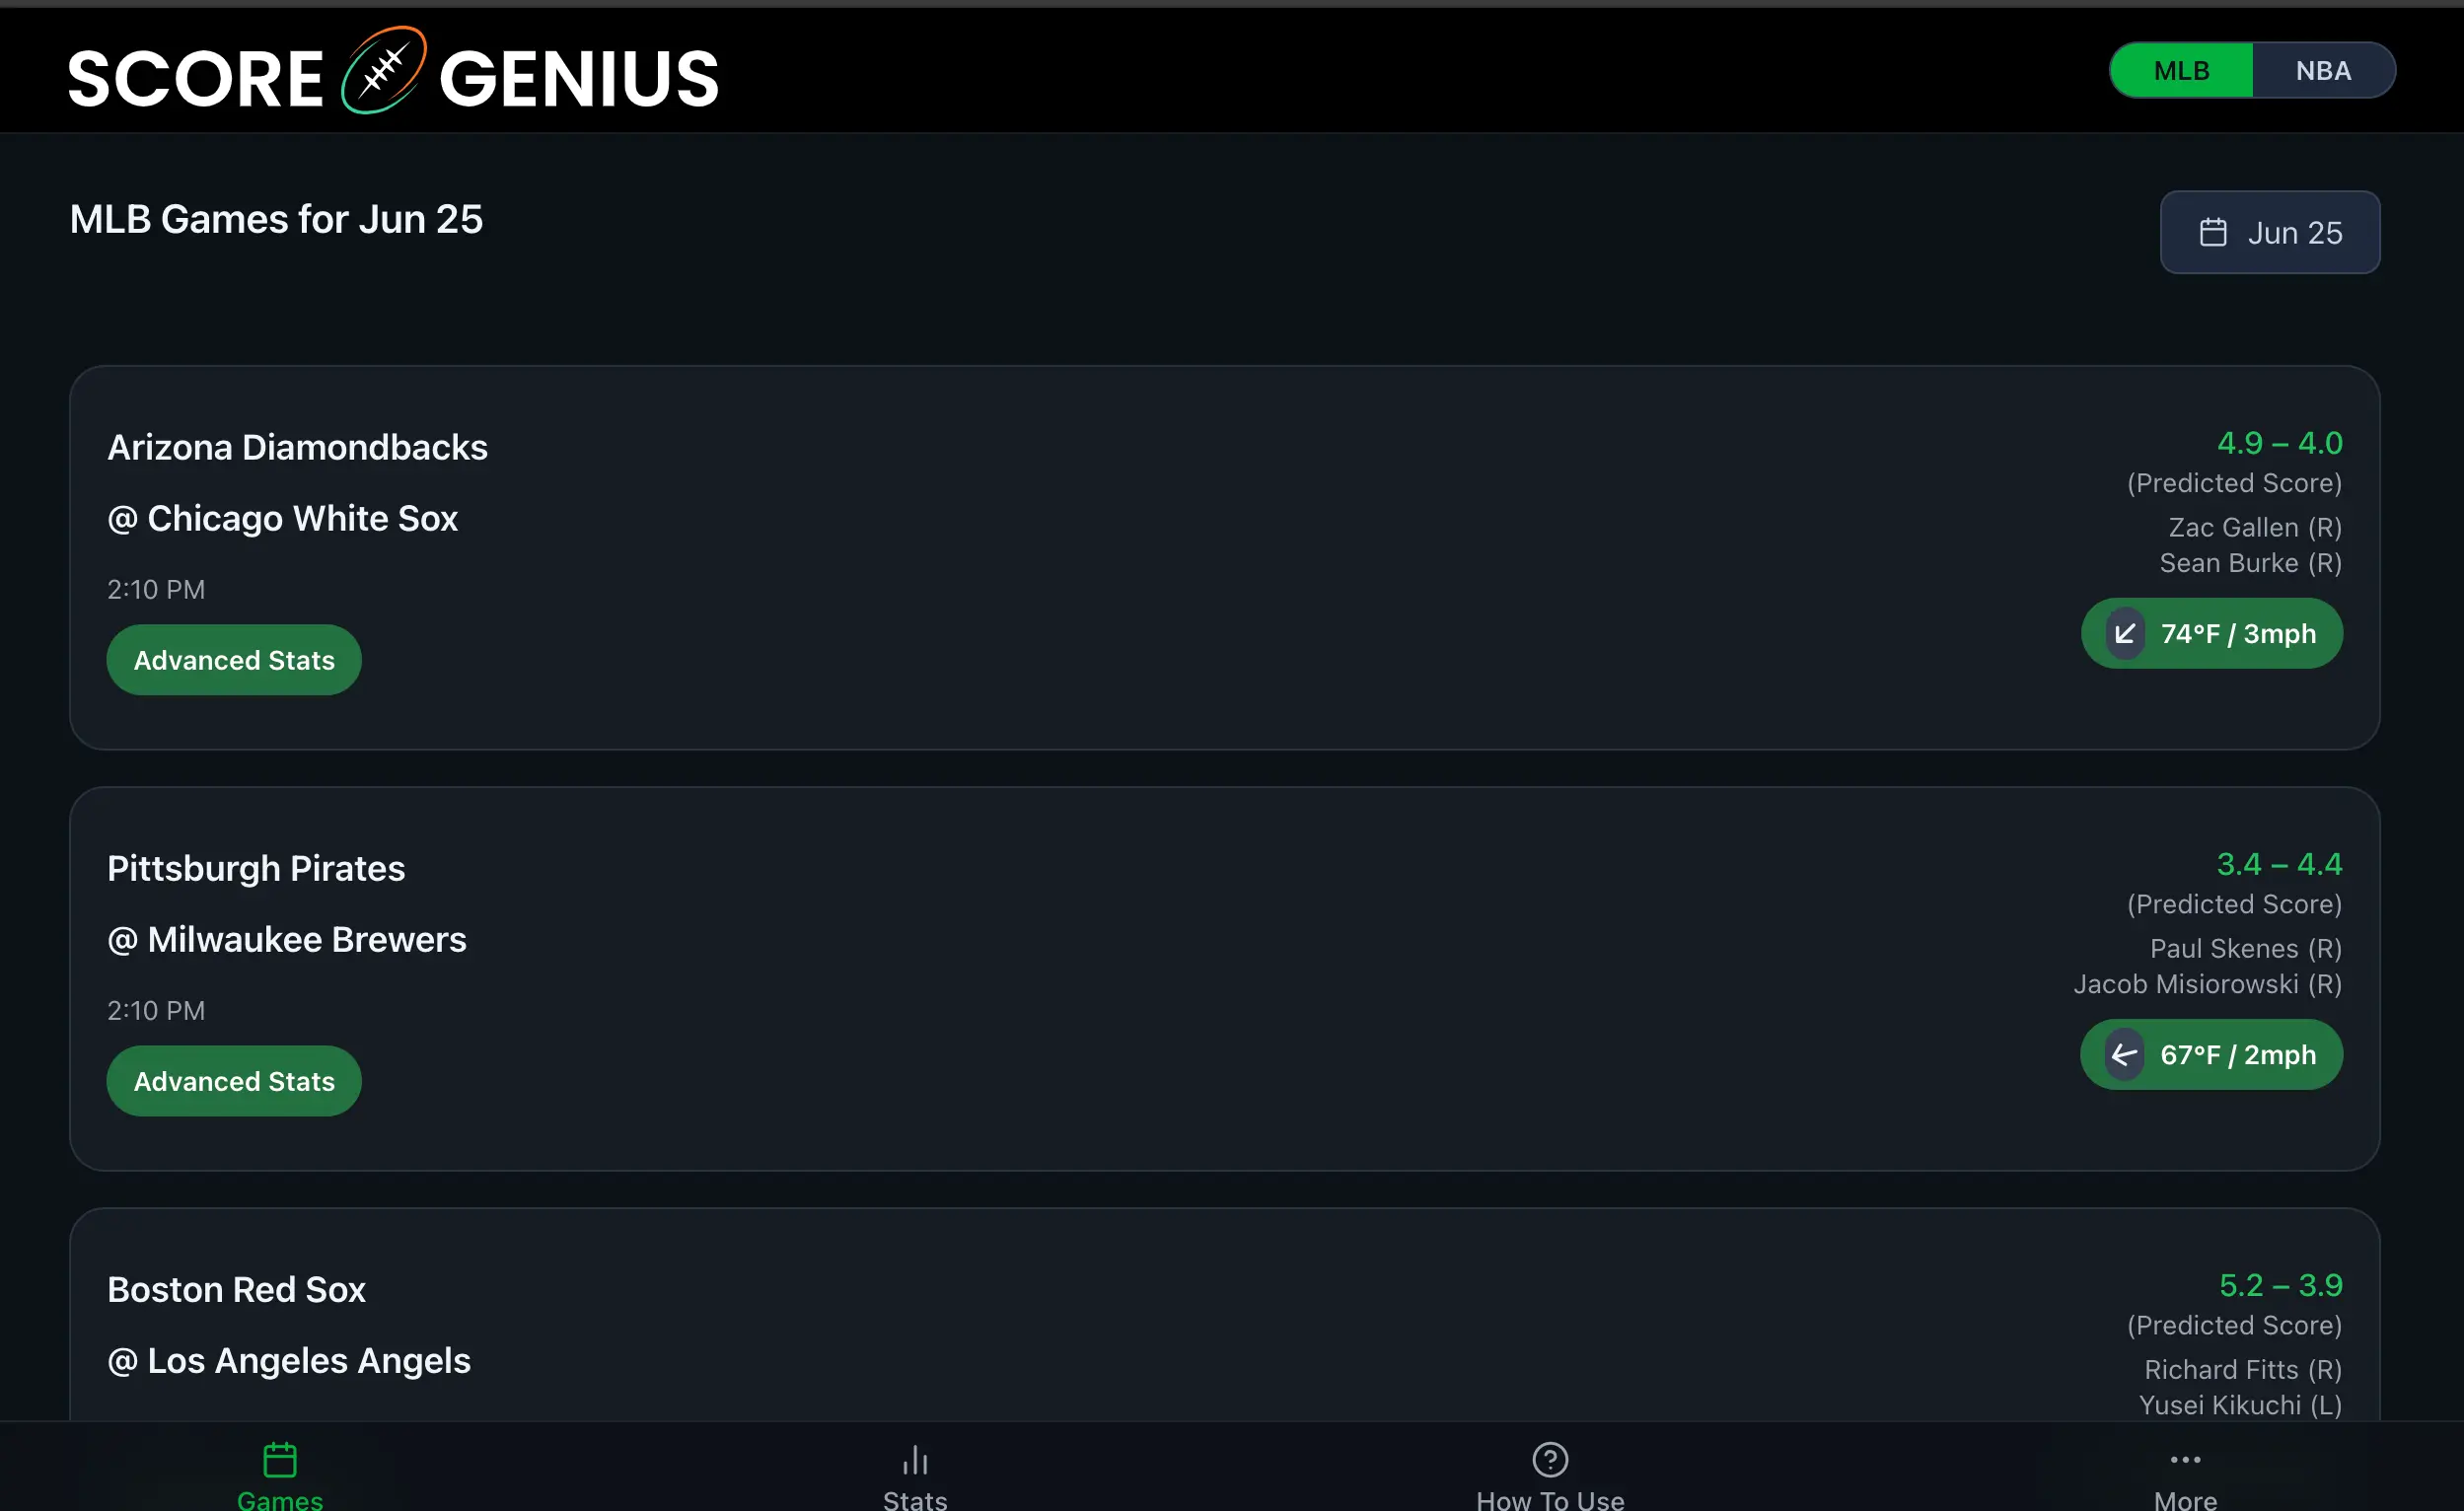 SCORE GENIUS
MLB
NBA
MLB Games for Jun 25
Jun 25
Arizona Diamondbacks
@ Chicago White Sox
2:10 PM
Advanced Stats
4.9 – 4.0
(Predicted Score)
Zac Gallen (R)
Sean Burke (R)
74°F / 3mph
Pittsburgh Pirates
@ Milwaukee Brewers
2:10 PM
Advanced Stats
3.4 – 4.4
(Predicted Score)
Paul Skenes (R)
Jacob Misiorowski (R)
67°F / 2mph
Boston Red Sox
@ Los Angeles Angels
5.2 – 3.9
(Predicted Score)
Richard Fitts (R)
Yusei Kikuchi (L)
Games
Stats
How To Use
More